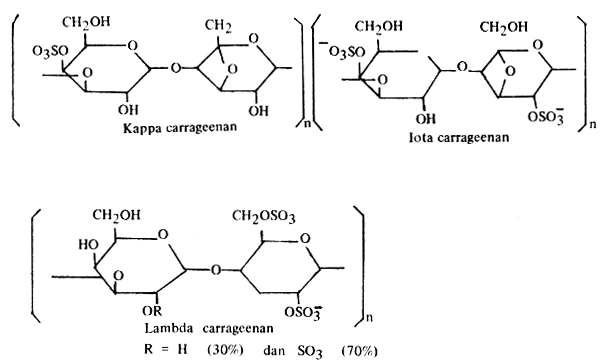 CH₂OH CH₂ CH₂OH CH₂OH
O₃SO O O ⁻O₃SO O
O O O O O O
OH OH OH OSO₃⁻
n n
Kappa carrageenan Iota carrageenan
CH₂OH CH₂OSO₃
HO O O
O O
OR OSO₃⁻
n
Lambda carrageenan
R = H (30%) dan SO₃ (70%)